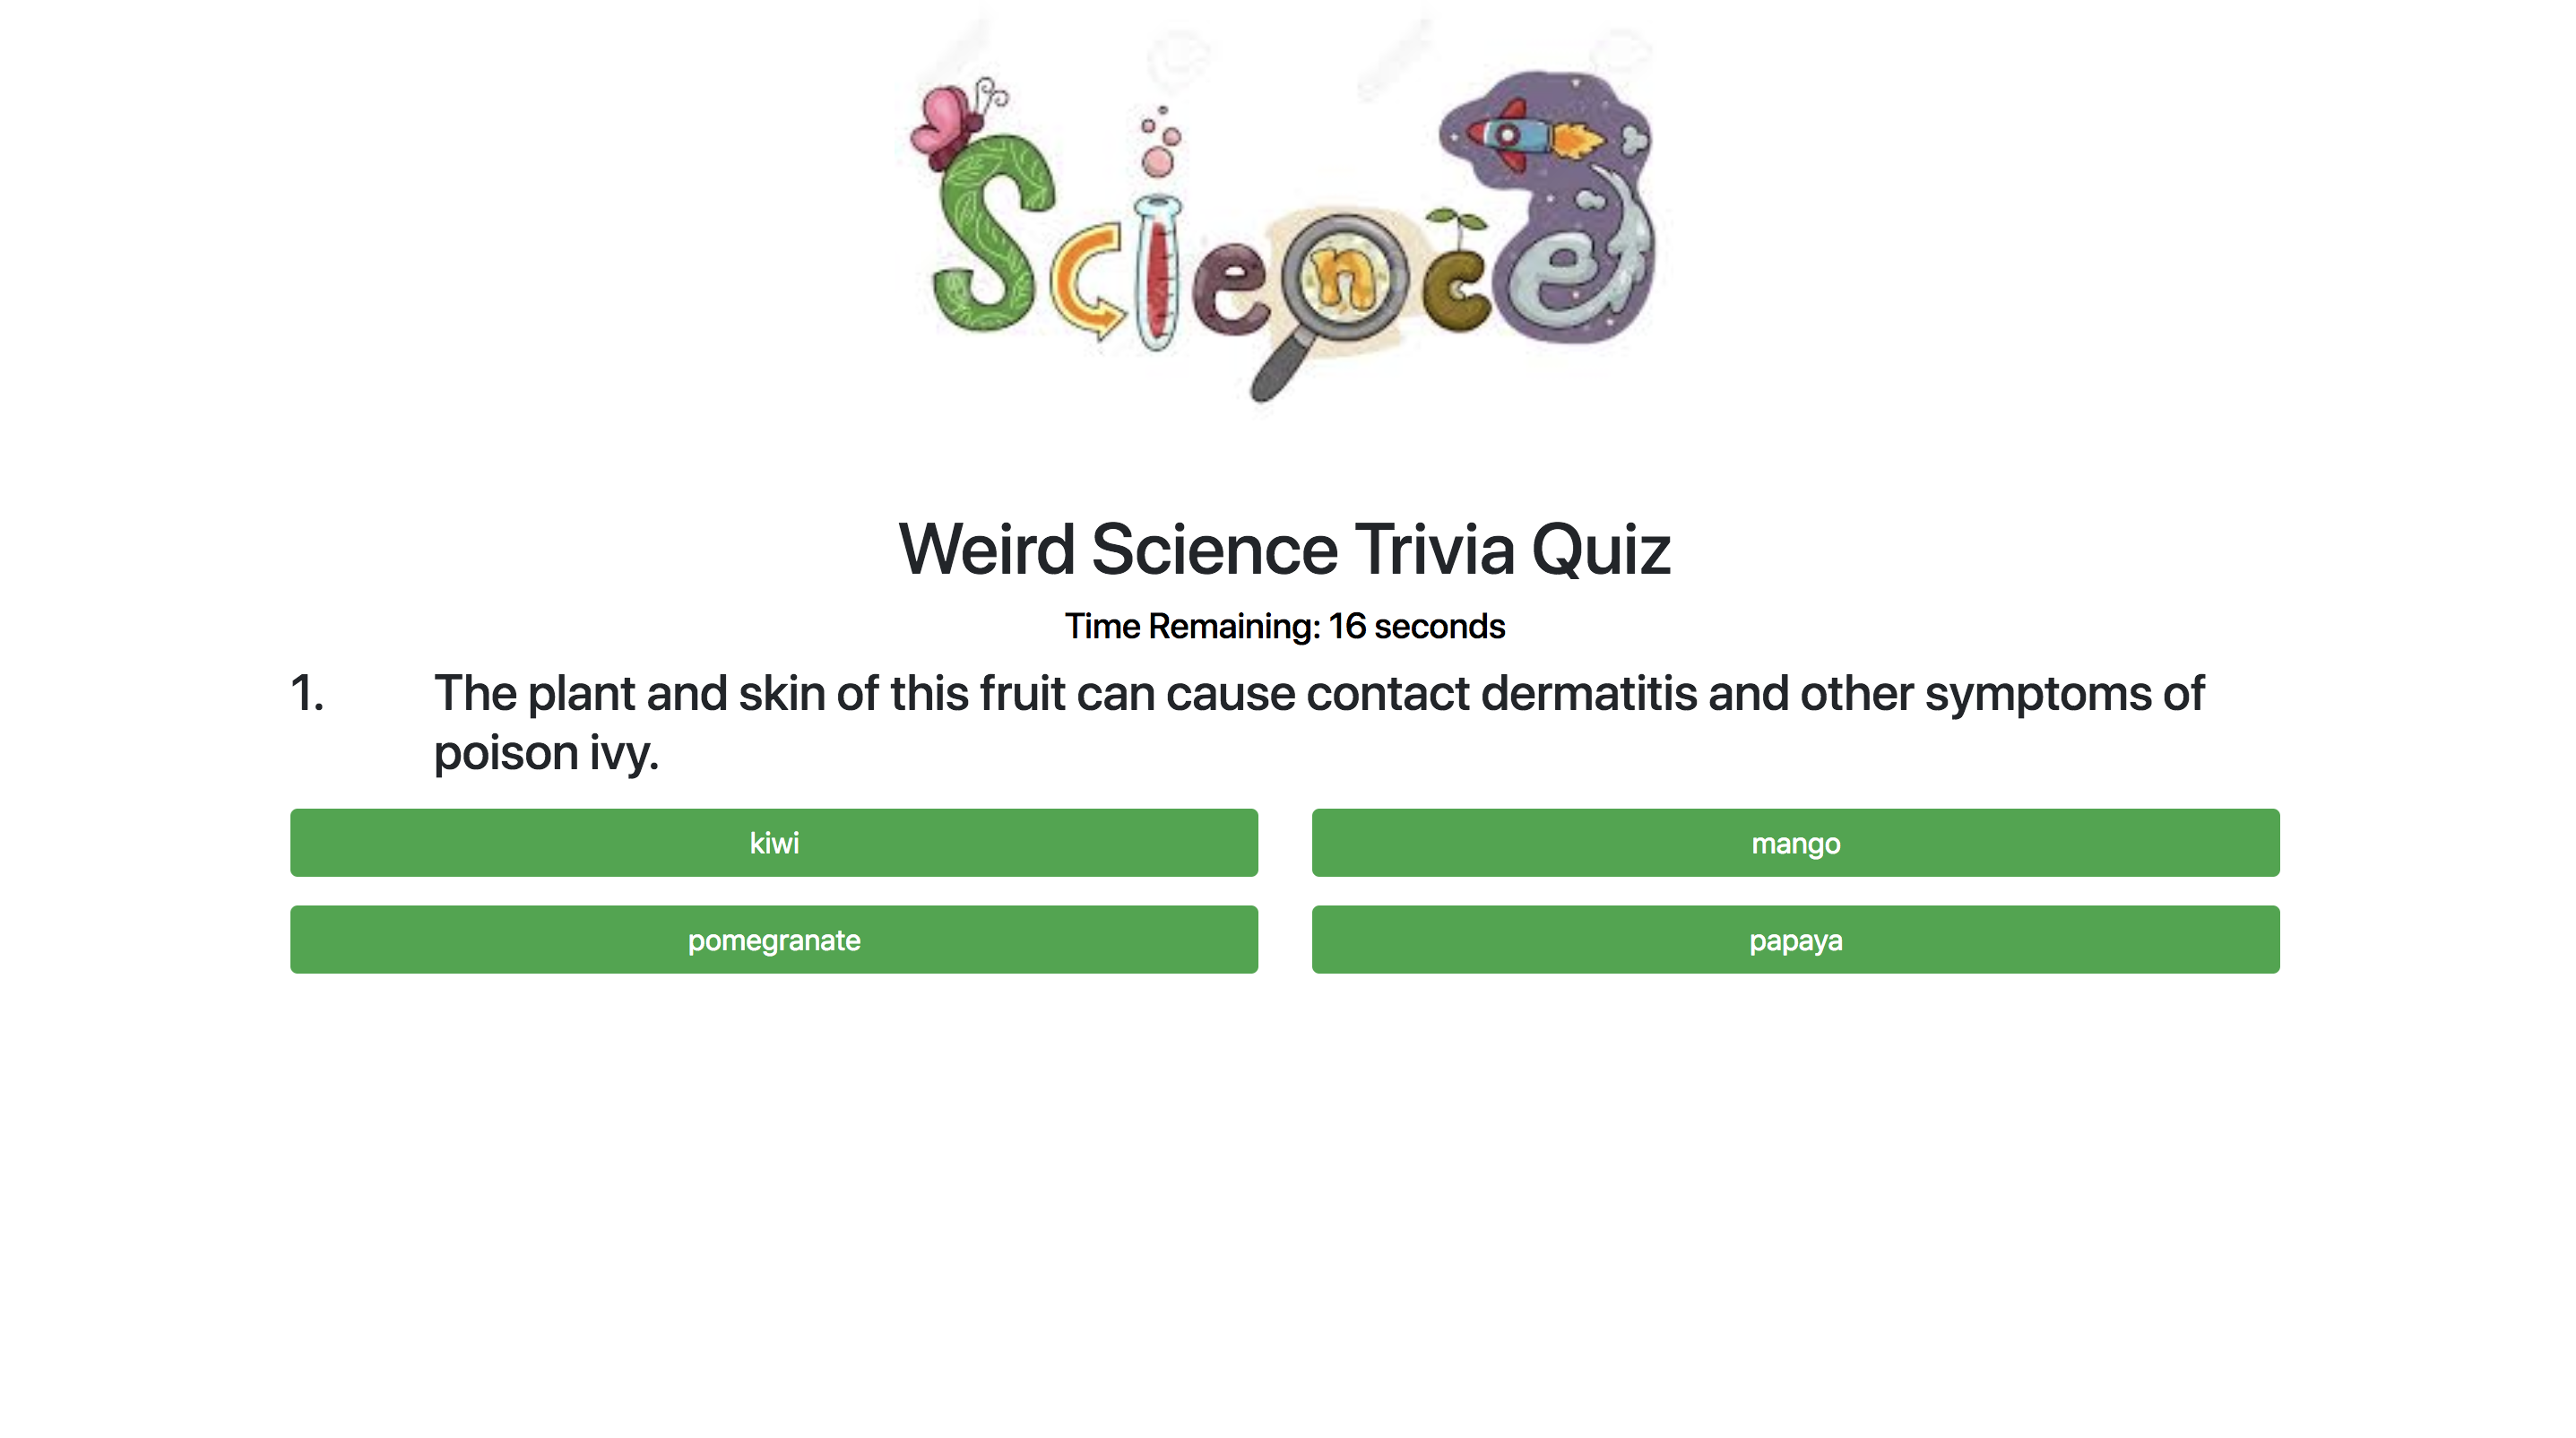 Science
Weird Science Trivia Quiz
Time Remaining: 16 seconds
1. The plant and skin of this fruit can cause contact dermatitis and other symptoms of
poison ivy.
kiwi
mango
pomegranate
papaya